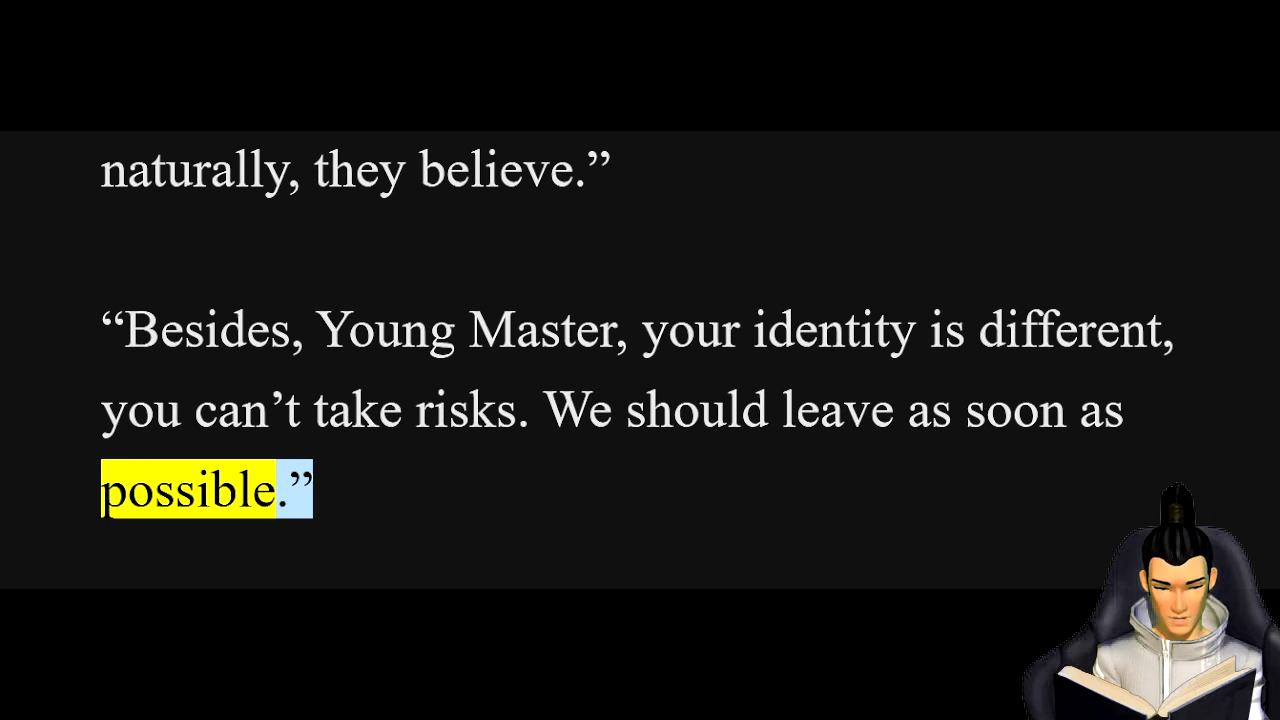 naturally, they believe.”
“Besides, Young Master, your identity is different,
you can’t take risks. We should leave as soon as
possible.”